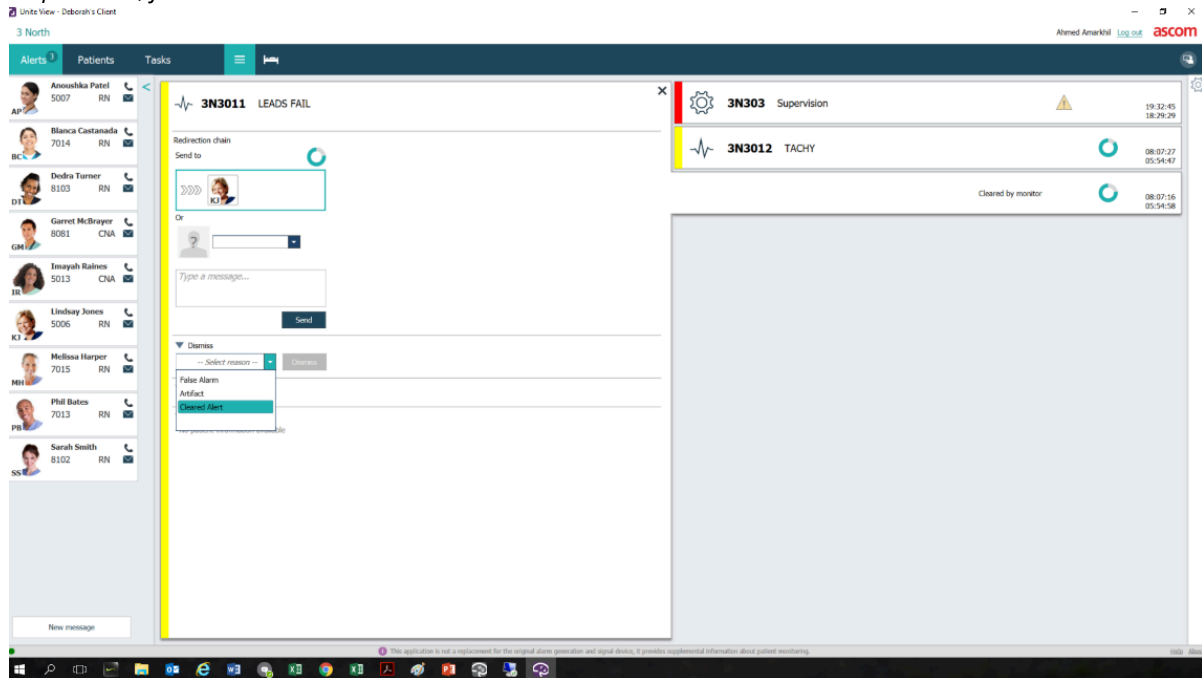 Unite View - Deborah's Client
3 North
Ahmed Amarkhil Log out ascom
Alerts 3 Patients Tasks
Anoushka Patel
5007 RN
AP
Blanca Castanada
7014 RN
BC
Dedra Turner
8103 RN
DT
Garret McBrayer
8081 CNA
GM
Imayah Raines
5013 CNA
IR
Lindsay Jones
5006 RN
KJ
Melissa Harper
7015 RN
MH
Phil Bates
7013 RN
PB
Sarah Smith
8102 RN
SS
New message
<
3N3011 LEADS FAIL
Redirection chain
Send to
KJ
Or
?
Type a message...
Send
Dismiss
-- Select reason --
Dismiss
False Alarm
Artifact
Cleared Alert
No patient information available
3N303 Supervision
19:32:45
18:29:29
3N3012 TACHY
08:07:27
05:54:47
Cleared by monitor
08:07:16
05:54:58
This application is not a replacement for the original alarm generation and signal device, it provides supplemental information about patient monitoring.
Help